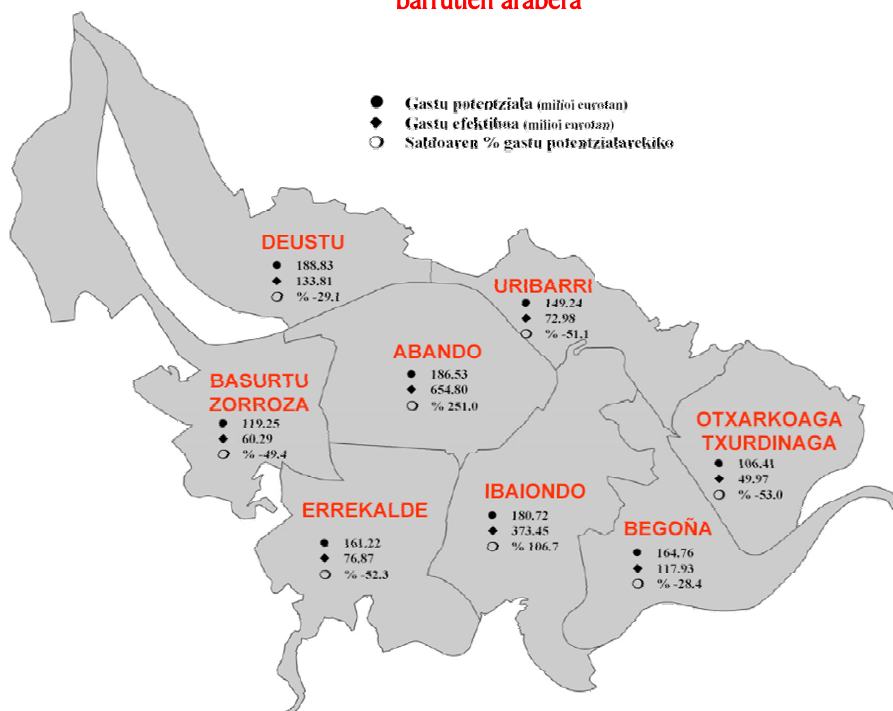 barrutien arabera
● Gastu potentziala (milioi eurotan)
◆ Gastu efektiboa (milioi eurotan)
○ Saldoaren % gastu potentzialarekiko
DEUSTU
● 188.83
◆ 133.81
○ % -29.1
URIBARRI
● 149.24
◆ 72.98
○ % -51.1
ABANDO
● 186.53
◆ 654.80
○ % 251.0
BASURTU
ZORROZA
● 119.25
◆ 60.29
○ % -49.4
OTXARKOAGA
TXURDINAGA
● 106.41
◆ 49.97
○ % -53.0
ERREKALDE
● 161.22
◆ 76.87
○ % -52.3
IBAIONDO
● 180.72
◆ 373.45
○ % 106.7
BEGOÑA
● 164.76
◆ 117.93
○ % -28.4